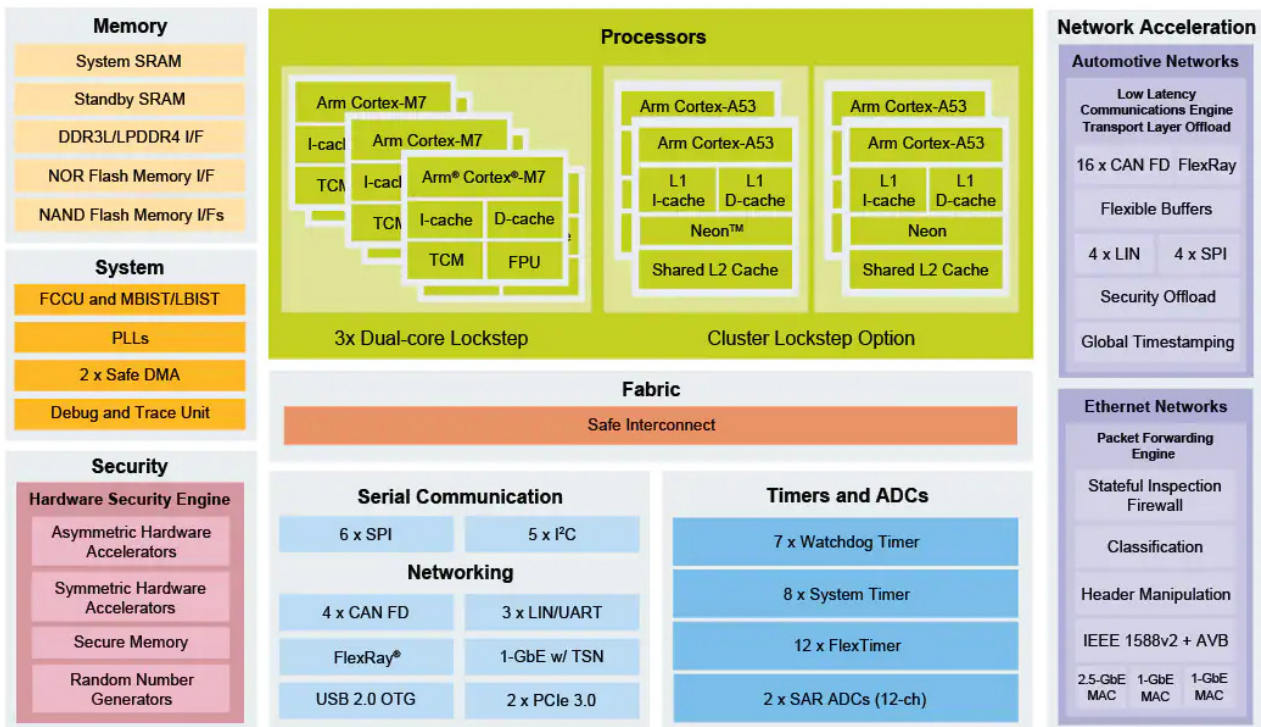 Memory
System SRAM
Standby SRAM
DDR3L/LPDDR4 I/F
NOR Flash Memory I/F
NAND Flash Memory I/Fs
System
FCCU and MBIST/LBIST
PLLs
2 x Safe DMA
Debug and Trace Unit
Security
Hardware Security Engine
Asymmetric Hardware
Accelerators
Symmetric Hardware
Accelerators
Secure Memory
Random Number
Generators
Processors
Arm Cortex-M7
I-cac
TCM
Arm Cortex-M7
I-cach
TCM
Arm® Cortex®-M7
I-cache
D-cache
TCM
FPU
e
3x Dual-core Lockstep
Arm Cortex-A53
Arm Cortex-A53
L1
I-cache
L1
D-cache
Neon™
Shared L2 Cache
Arm Cortex-A53
Arm Cortex-A53
L1
I-cache
L1
D-cache
Neon
Shared L2 Cache
Cluster Lockstep Option
Fabric
Safe Interconnect
Serial Communication
6 x SPI
5 x I²C
Networking
4 x CAN FD
3 x LIN/UART
FlexRay®
1-GbE w/ TSN
USB 2.0 OTG
2 x PCIe 3.0
Timers and ADCs
7 x Watchdog Timer
8 x System Timer
12 x FlexTimer
2 x SAR ADCs (12-ch)
Network Acceleration
Automotive Networks
Low Latency
Communications Engine
Transport Layer Offload
16 x CAN FD
FlexRay
Flexible Buffers
4 x LIN
4 x SPI
Security Offload
Global Timestamping
Ethernet Networks
Packet Forwarding
Engine
Stateful Inspection
Firewall
Classification
Header Manipulation
IEEE 1588v2 + AVB
2.5-GbE
MAC
1-GbE
MAC
1-GbE
MAC